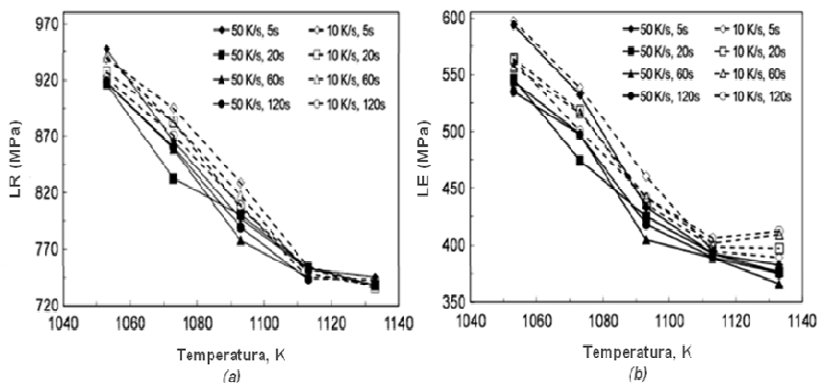 LR (MPa)
970
920
870
820
770
720
50 K/s, 5s
10 K/s, 5s
50 K/s, 20s
10 K/s, 20s
50 K/s, 60s
10 K/s, 60s
50 K/s, 120s
10 K/s, 120s
1040 1060 1080 1100 1120 1140
Temperatura, K
(a)
LE (MPa)
600
550
500
450
400
350
50 K/s, 5s
10 K/s, 5s
50 K/s, 20s
10 K/s, 20s
50 K/s, 60s
10 K/s, 60s
50 K/s, 120s
10 K/s, 120s
1040 1060 1080 1100 1120 1140
Temperatura, K
(b)